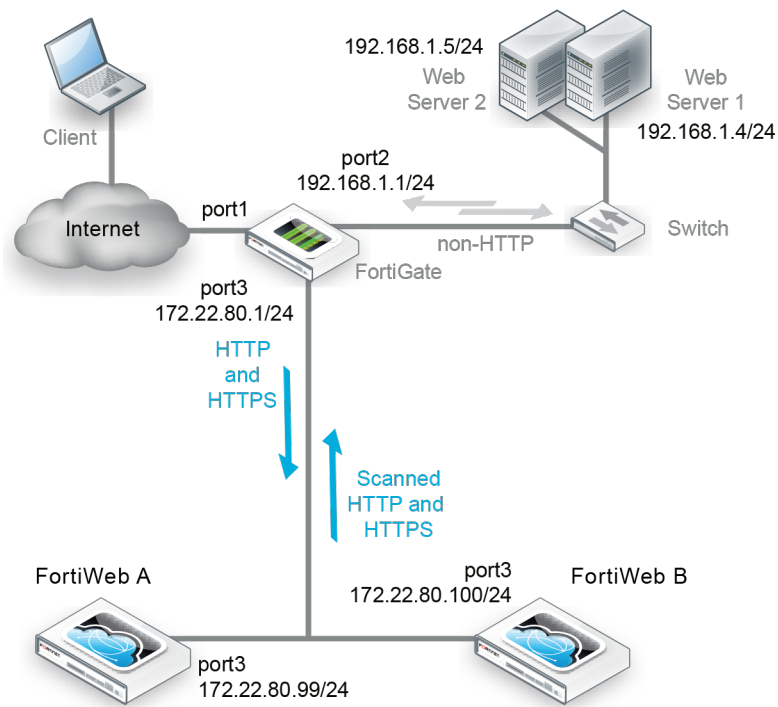 192.168.1.5/24
Web
Server 2
Web
Server 1
192.168.1.4/24
Client
port2
192.168.1.1/24
port1
Internet
non-HTTP
Switch
FortiGate
port3
172.22.80.1/24
HTTP
and
HTTPS
Scanned
HTTP and
HTTPS
FortiWeb A
port3
172.22.80.100/24
FortiWeb B
port3
172.22.80.99/24